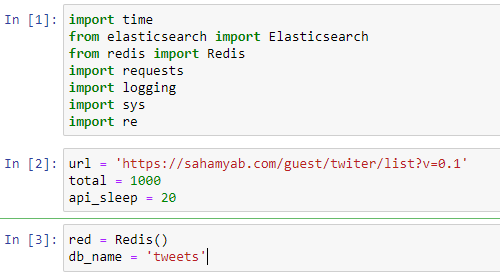 In [1]: import time
from elasticsearch import Elasticsearch
from redis import Redis
import requests
import logging
import sys
import re
In [2]: url = 'https://sahamyab.com/guest/twiter/list?v=0.1'
total = 1000
api_sleep = 20
In [3]: red = Redis()
db_name = 'tweets'